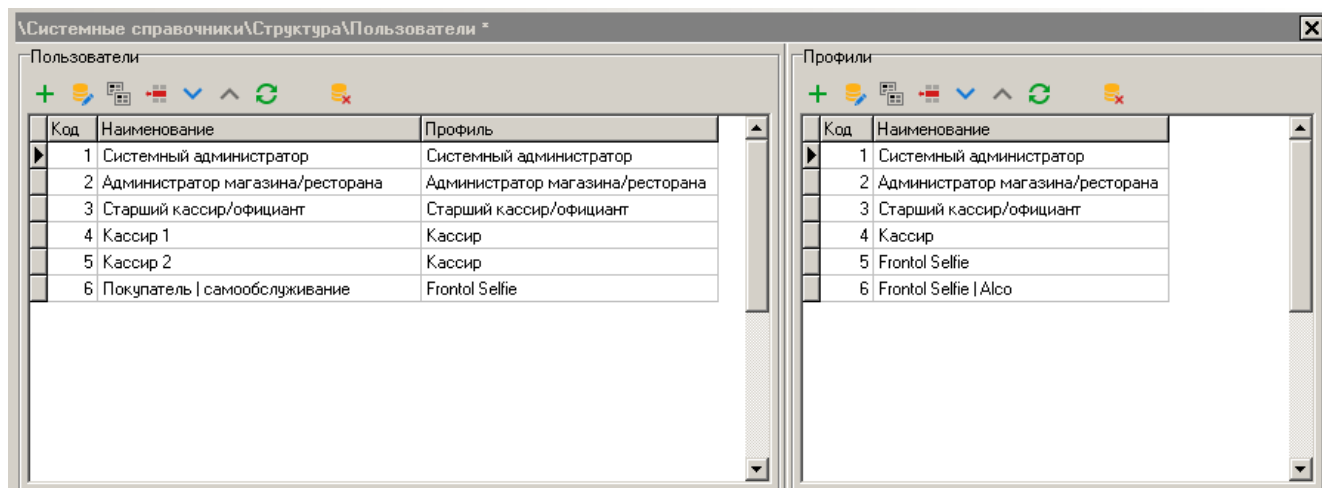 \Системные справочники\Структура\Пользователи *
Пользователи
Код Наименование Профиль
1 Системный администратор Системный администратор
2 Администратор магазина/ресторана Администратор магазина/ресторана
3 Старший кассир/официант Старший кассир/официант
4 Кассир 1 Кассир
5 Кассир 2 Кассир
6 Покупатель | самообслуживание Frontol Selfie
Профили
Код Наименование
1 Системный администратор
2 Администратор магазина/ресторана
3 Старший кассир/официант
4 Кассир
5 Frontol Selfie
6 Frontol Selfie | Alco